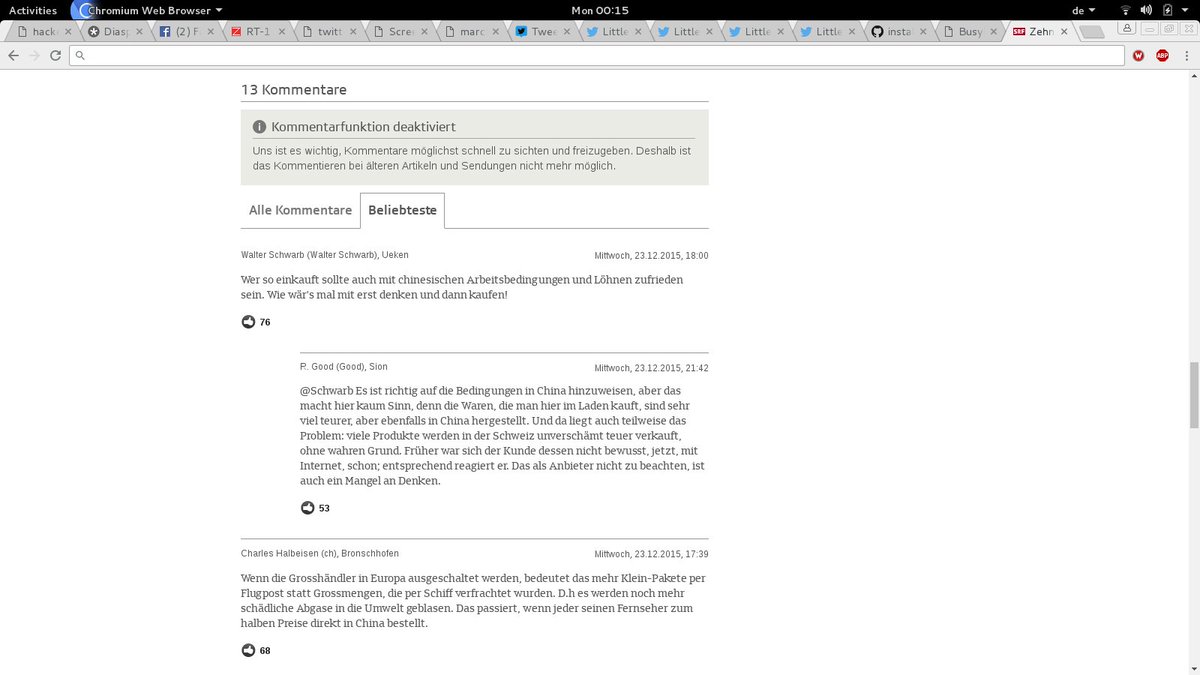 Activities
Chromium Web Browser
Mon 00:15
de
hack
Diasp
(2) F
RT-1
twitt
Scre
marc
Twee
Little
Little
Little
Little
insta
Busy
SRF Zehn
W
ABP
13 Kommentare
i Kommentarfunktion deaktiviert
Uns ist es wichtig, Kommentare möglichst schnell zu sichten und freizugeben. Deshalb ist
das Kommentieren bei älteren Artikeln und Sendungen nicht mehr möglich.
Alle Kommentare
Beliebteste
Walter Schwarb (Walter Schwarb), Ueken
Mittwoch, 23.12.2015, 18:00
Wer so einkauft sollte auch mit chinesischen Arbeitsbedingungen und Löhnen zufrieden
sein. Wie wär's mal mit erst denken und dann kaufen!
76
P.. Good (Good), Sion
Mittwoch, 23.12.2015, 21:42
@Schwarb Es ist richtig auf die Bedingungen in China hinzuweisen, aber das
macht hier kaum Sinn, denn die Waren, die man hier im Laden kauft, sind sehr
viel teurer, aber ebenfalls in China hergestellt. Und da liegt auch teilweise das
Problem: viele Produkte werden in der Schweiz unverschämt teuer verkauft,
ohne wahren Grund. Früher war sich der Kunde dessen nicht bewusst, jetzt, mit
Internet, schon; entsprechend reagiert er. Das als Anbieter nicht zu beachten, ist
auch ein Mangel an Denken.
53
Charles Halbeisen (ch), Bronschhofen
Mittwoch, 23.12.2015, 17:39
Wenn die Grosshändler in Europa ausgeschaltet werden, bedeutet das mehr Klein-Pakete per
Flugpost statt Grossmengen, die per Schiff verfrachtet wurden. D.h es werden noch mehr
schädliche Abgase in die Umwelt geblasen. Das passiert, wenn jeder seinen Fernseher zum
halben Preise direkt in China bestellt.
68